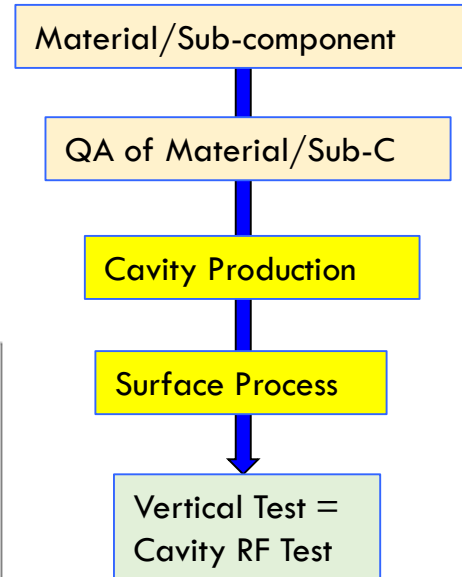 Material/Sub-component
QA of Material/Sub-C
Cavity Production
Surface Process
Vertical Test =
Cavity RF Test